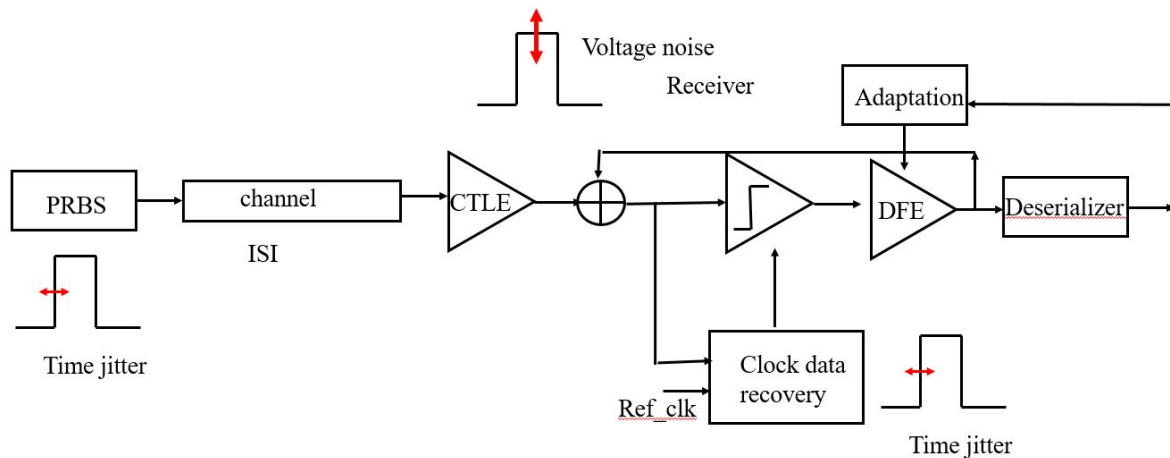 Voltage noise
Receiver
Adaptation
PRBS
channel
CTLE
DFE
Deserializer
ISI
Time jitter
Clock data
recovery
Ref_clk
Time jitter